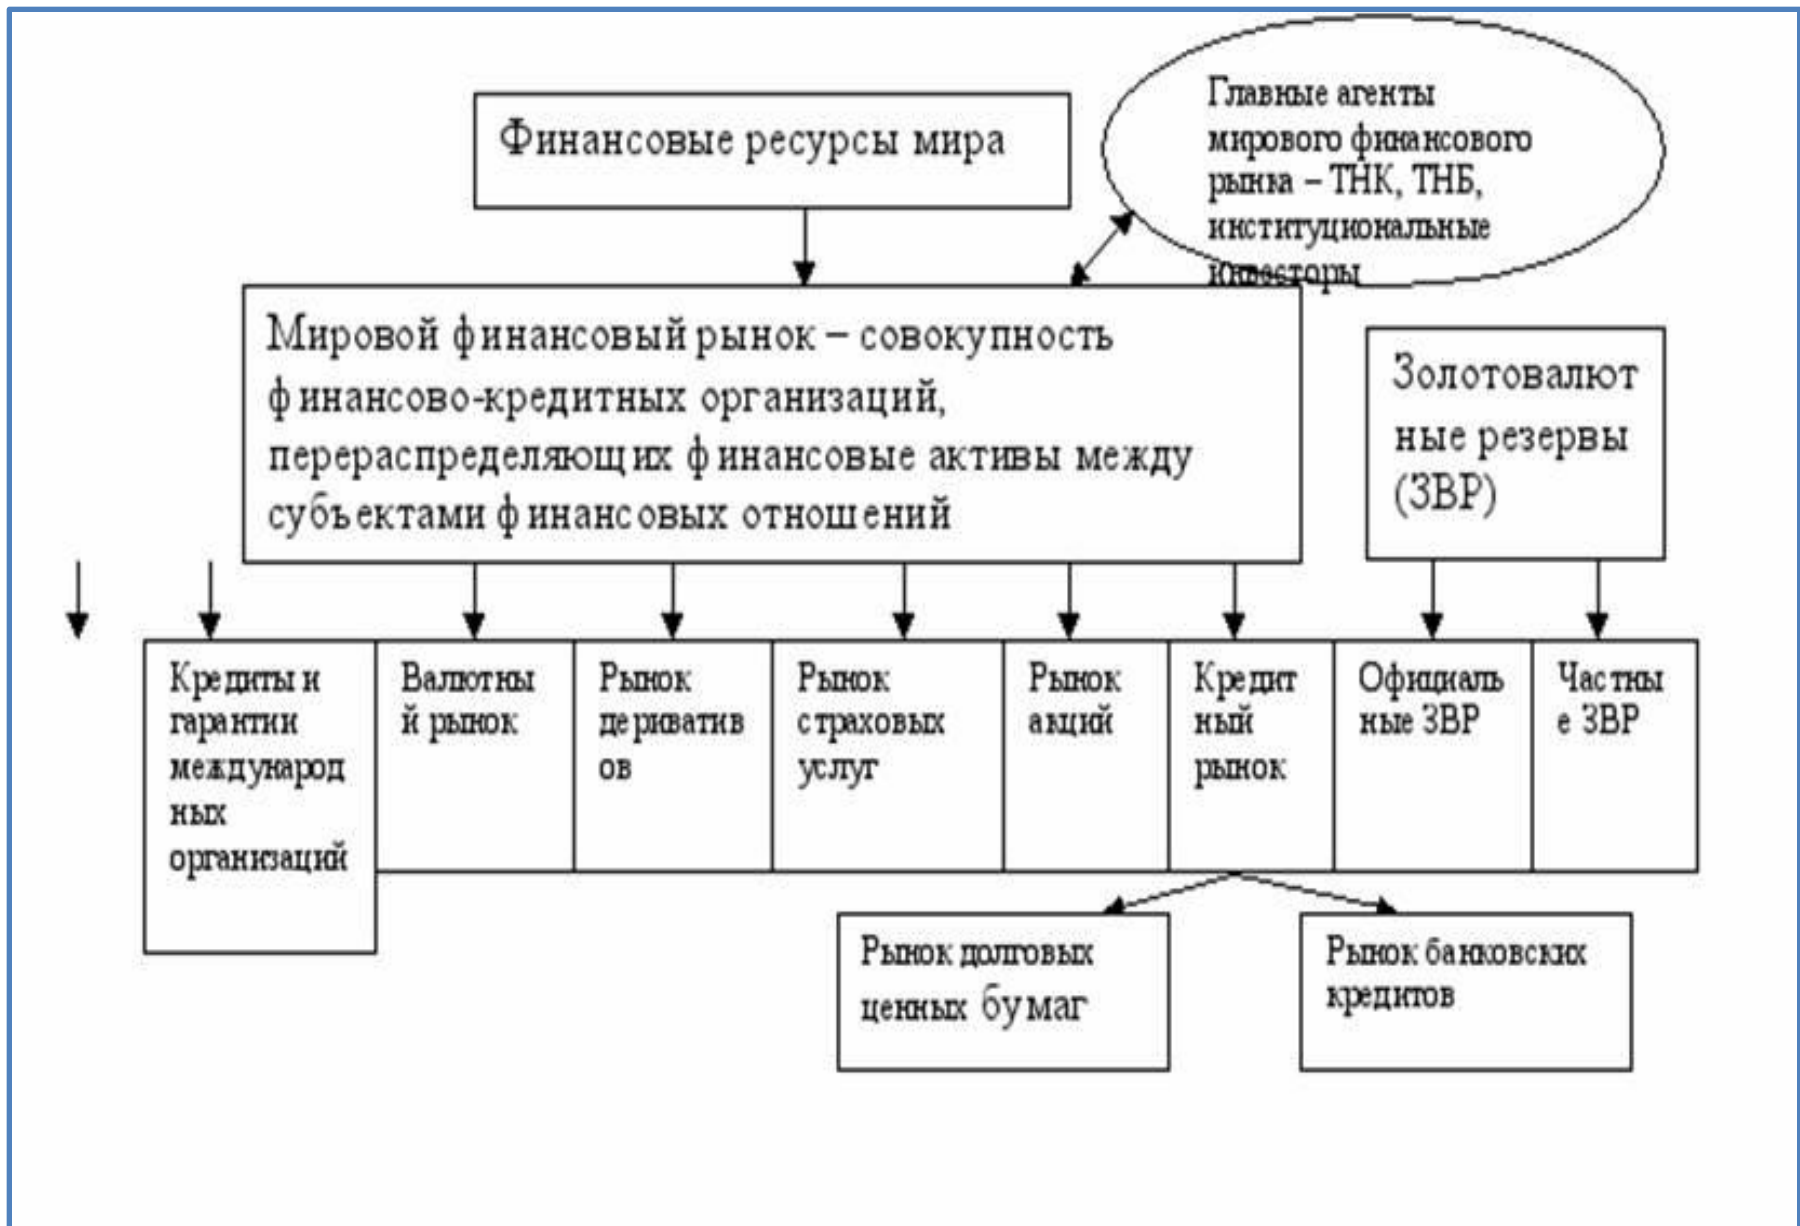 Финансовые ресурсы мира
Главные агенты
мирового финансового
рынка – ТНК, ТНБ,
институциональные
инвесторы
Мировой финансовый рынок – совокупность
финансово-кредитных организаций,
перераспределяющих финансовые активы между
субъектами финансовых отношений
Золотовалют
ные резервы
(ЗВР)
Кредиты и
гарантии
международ
ных
организаций
Валютны
й рынок
Рынок
дериватив
ов
Рынок
страховых
услуг
Рынок
акций
Кредит
ный
рынок
Официаль
ные ЗВР
Частны
е ЗВР
Рынок долговых
ценных бумаг
Рынок банковских
кредитов